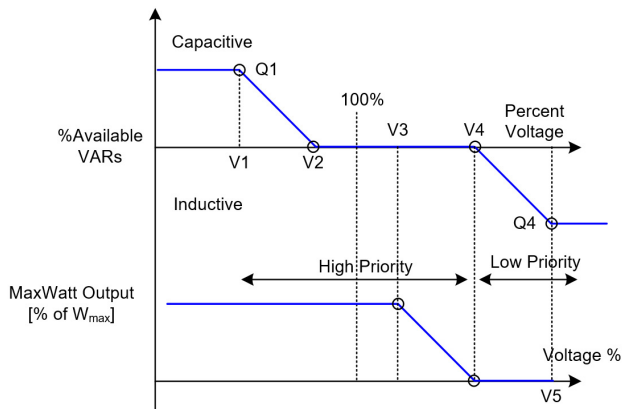 Capacitive
Q1
100%
%Available
VARs
V3
V4
Percent
Voltage
V1
V2
Inductive
Q4
High Priority
Low Priority
MaxWatt Output
[% of Wmax]
Voltage %
V5